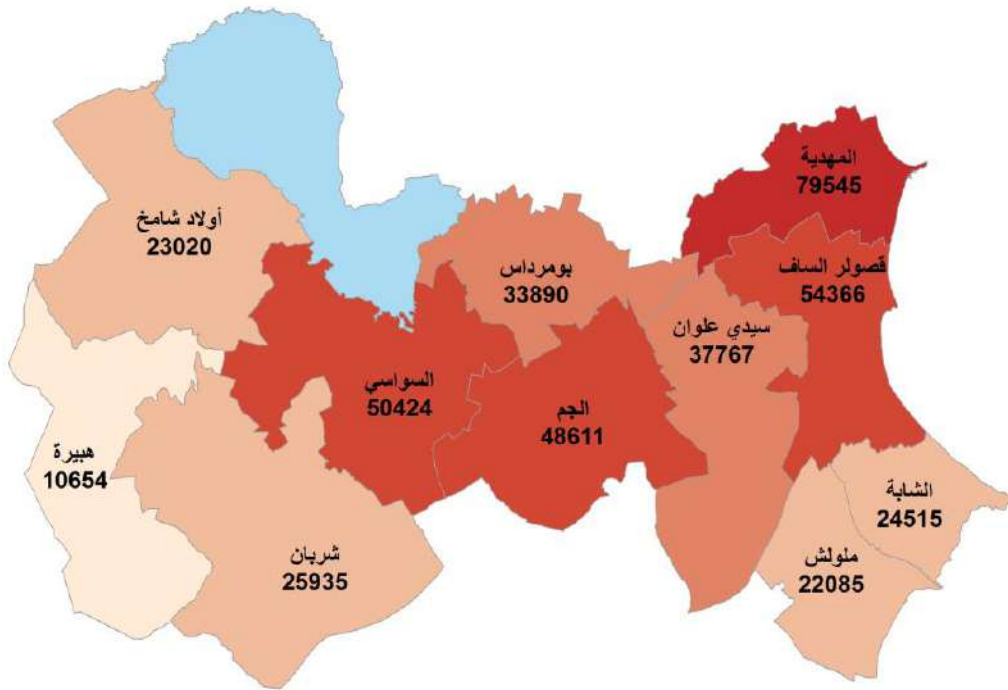 المهدية
79545
أولاد شامخ
23020
قصولر الساف
54366
بومرداس
33890
سيدي علوان
37767
السواسي
50424
الجم
48611
هبيرة
10654
الشابة
24515
شربان
25935
ملولش
22085